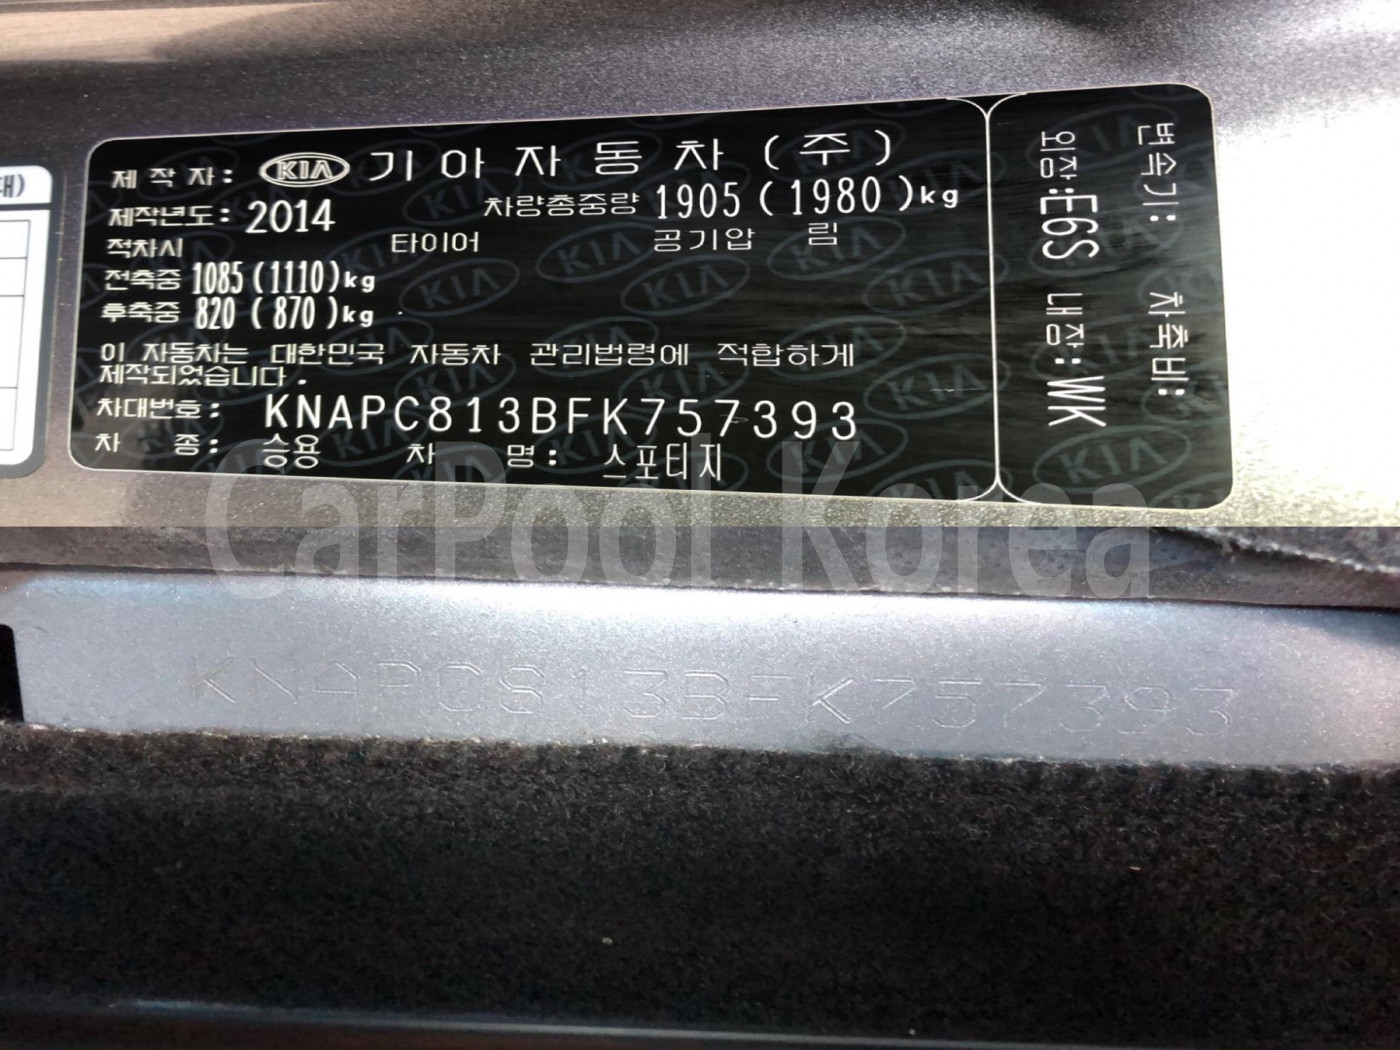 대)
제 작 자 : KIA 기 아 자 동 차 ( 주 )
제작년도 : 2014 차량총중량 1905 ( 1980 ) kg
적차시 타이어 공기압 림
전축중 1085 (1110) kg
후축중 820 ( 870 ) kg
이 자동차는 대한민국 자동차 관리법령에 적합하게
제작되었습니다.
차대번호 : KNAPC813BFK757393
차 종 : 승용 차 명 : 스포티지
변속기 : 차축비 :
외장 : E6S 내장 : WK
CarPool Korea
KNAPC813BFK757393